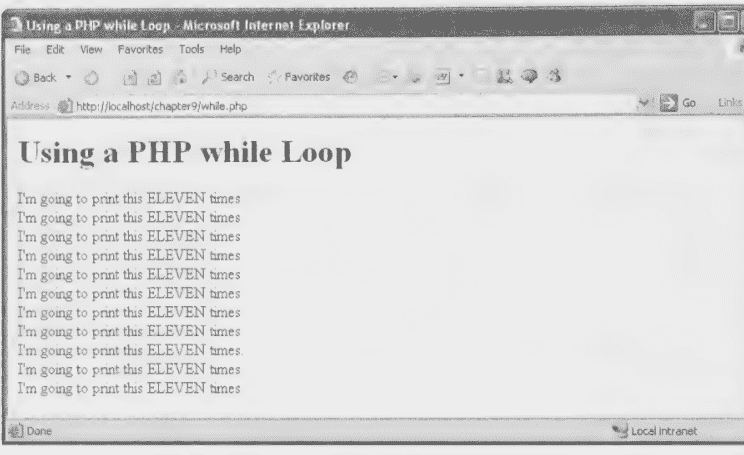 Using a PHP while Loop - Microsoft Internet Explorer
File Edit View Favorites Tools Help
Back Search Favorites
Address http://localhost/chapter9/while.php Go Links
Using a PHP while Loop
I'm going to print this ELEVEN times
I'm going to print this ELEVEN times
I'm going to print this ELEVEN times
I'm going to print this ELEVEN times
I'm going to print this ELEVEN times
I'm going to print this ELEVEN times
I'm going to print this ELEVEN times
I'm going to print this ELEVEN times
I'm going to print this ELEVEN times.
I'm going to print this ELEVEN times
I'm going to print this ELEVEN times
Done Local intranet